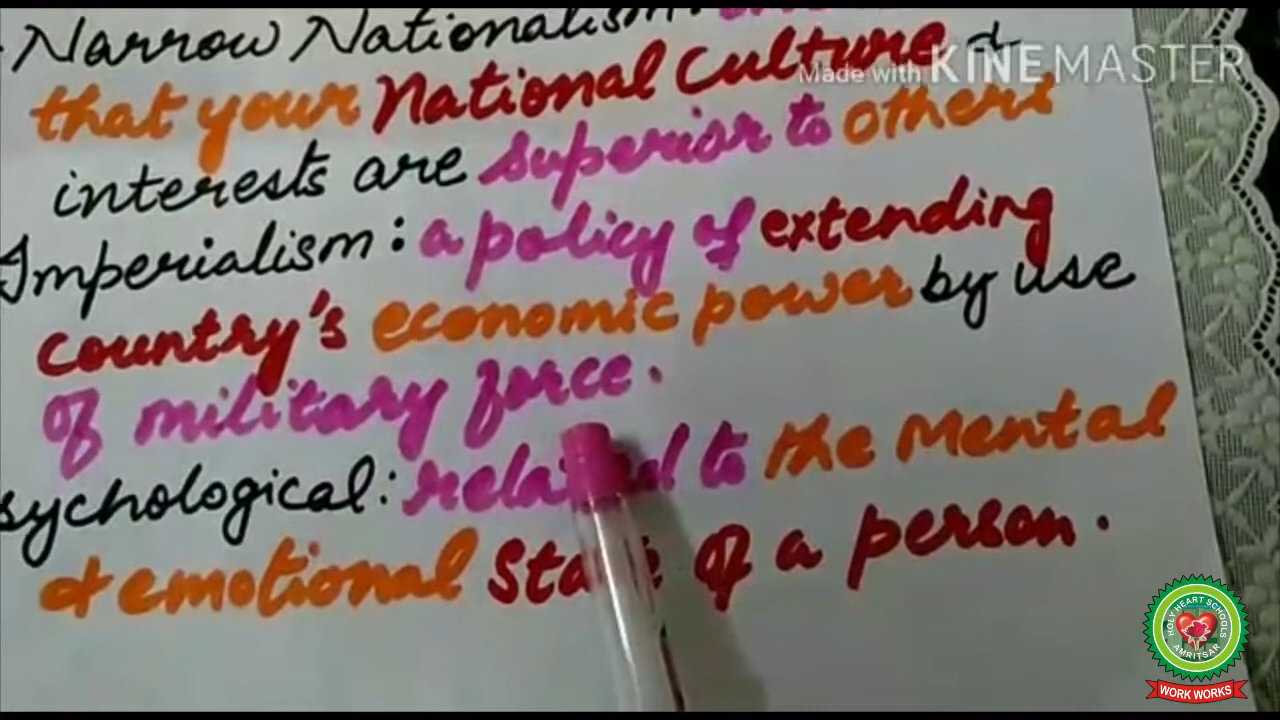 Narrow Nationalism:
that your National Culture &
interests are superior to others
Imperialism: a policy of extending
country's economic power by use
of military force.
sychological: related to the Mental
& emotional State of a person.
Made with KINEMASTER
HOLY HEART SCHOOLS
AMRITSAR
WORK WORKS